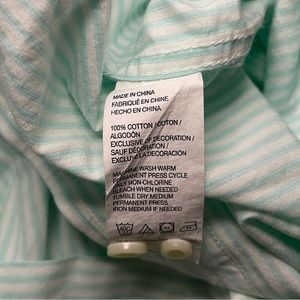 MADE IN CHINA
FABRIQUÉ EN CHINE
HECHO EN CHINA
100% COTTON / COTON /
ALGODÓN
EXCLUSIVE OF DECORATION /
SAUF DÉCORATION /
EXCLUYE LA DECORACIÓN
MACHINE WASH WARM
PERMANENT PRESS CYCLE
ONLY NON-CHLORINE
BLEACH WHEN NEEDED
TUMBLE DRY MEDIUM
PERMANENT PRESS
IRON MEDIUM IF NEEDED